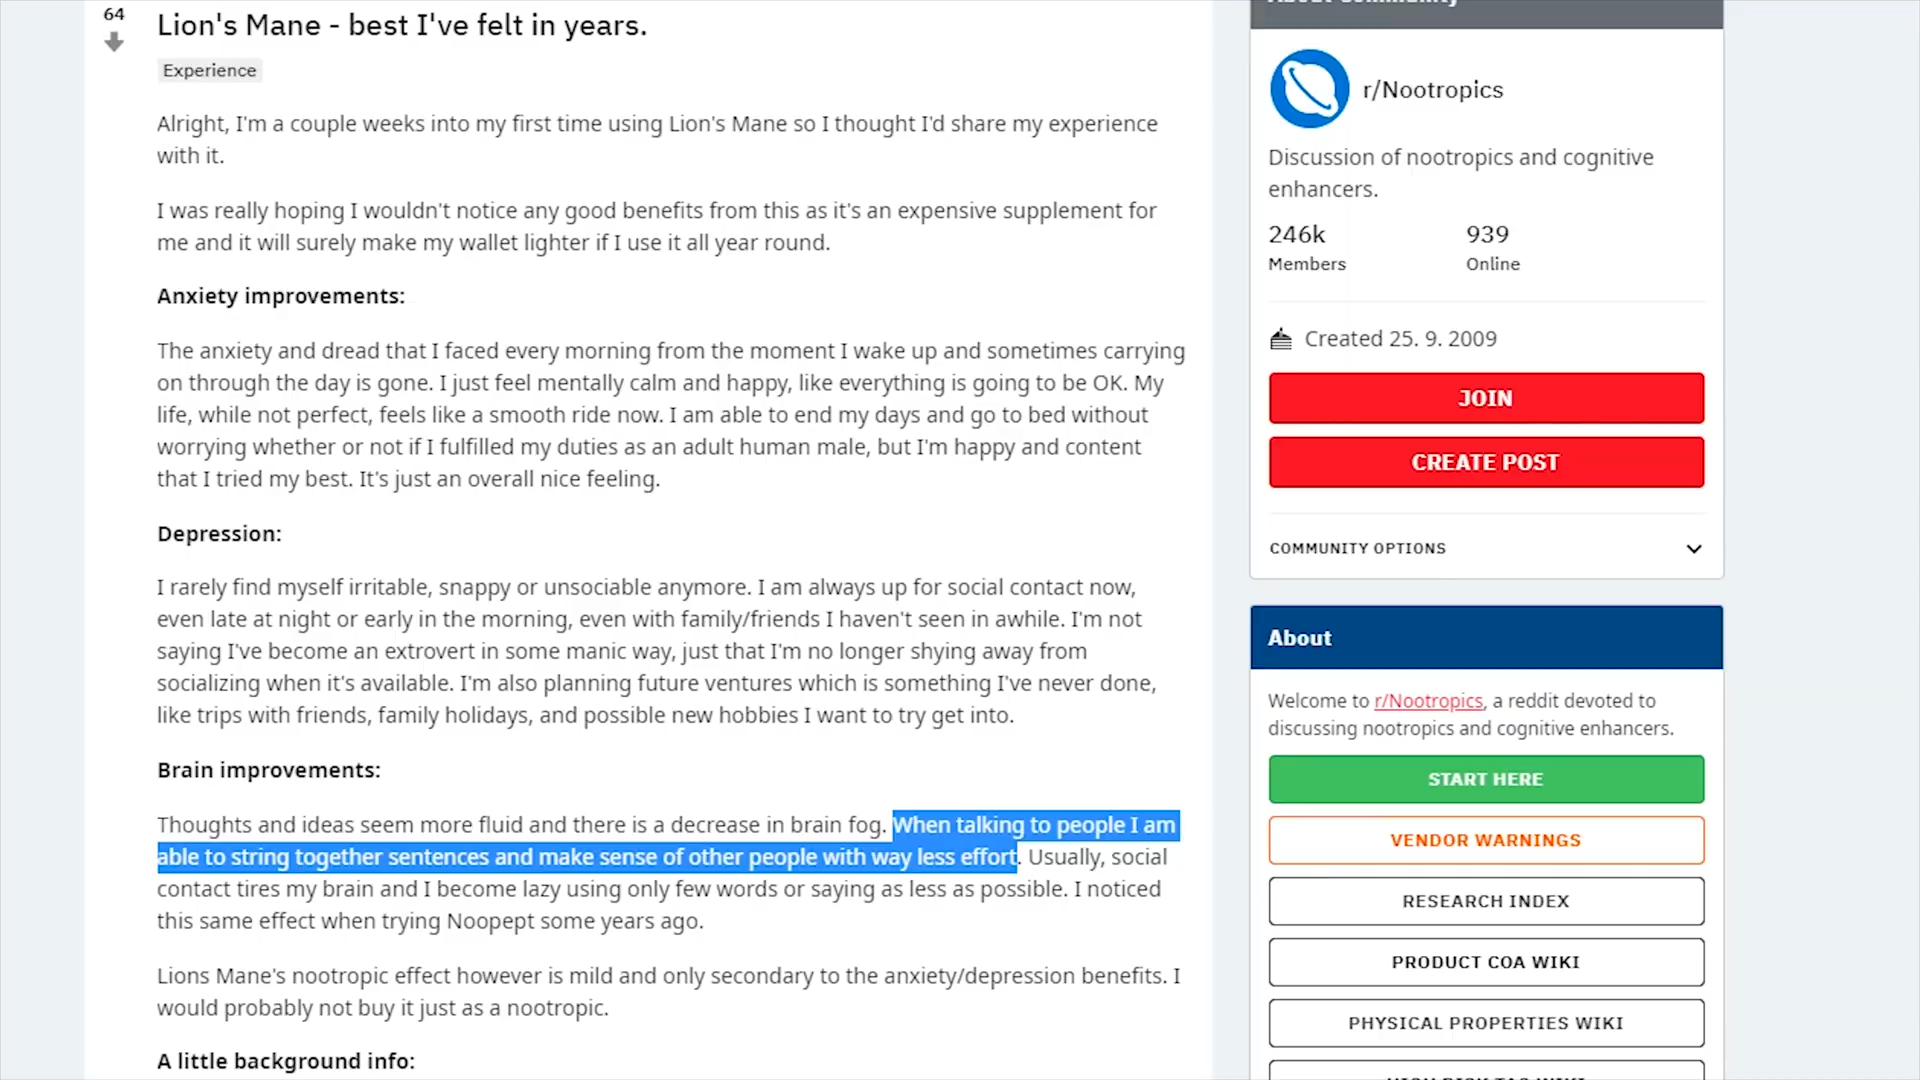 64
Lion's Mane - best I've felt in years.
Experience
Alright, I'm a couple weeks into my first time using Lion's Mane so I thought I'd share my experience
with it.
I was really hoping I wouldn't notice any good benefits from this as it's an expensive supplement for
me and it will surely make my wallet lighter if I use it all year round.
Anxiety improvements:
The anxiety and dread that I faced every morning from the moment I wake up and sometimes carrying
on through the day is gone. I just feel mentally calm and happy, like everything is going to be OK. My
life, while not perfect, feels like a smooth ride now. I am able to end my days and go to bed without
worrying whether or not if I fulfilled my duties as an adult human male, but I'm happy and content
that I tried my best. It's just an overall nice feeling.
Depression:
I rarely find myself irritable, snappy or unsociable anymore. I am always up for social contact now,
even late at night or early in the morning, even with family/friends I haven't seen in awhile. I'm not
saying I've become an extrovert in some manic way, just that I'm no longer shying away from
socializing when it's available. I'm also planning future ventures which is something I've never done,
like trips with friends, family holidays, and possible new hobbies I want to try get into.
Brain improvements:
Thoughts and ideas seem more fluid and there is a decrease in brain fog. When talking to people I am
able to string together sentences and make sense of other people with way less effort. Usually, social
contact tires my brain and I become lazy using only few words or saying as less as possible. I noticed
this same effect when trying Noopept some years ago.
Lions Mane's nootropic effect however is mild and only secondary to the anxiety/depression benefits. I
would probably not buy it just as a nootropic.
A little background info:
About Community
r/Nootropics
Discussion of nootropics and cognitive
enhancers.
246k 939
Members Online
Created 25. 9. 2009
JOIN
CREATE POST
COMMUNITY OPTIONS
About
Welcome to r/Nootropics, a reddit devoted to
discussing nootropics and cognitive enhancers.
START HERE
VENDOR WARNINGS
RESEARCH INDEX
PRODUCT COA WIKI
PHYSICAL PROPERTIES WIKI